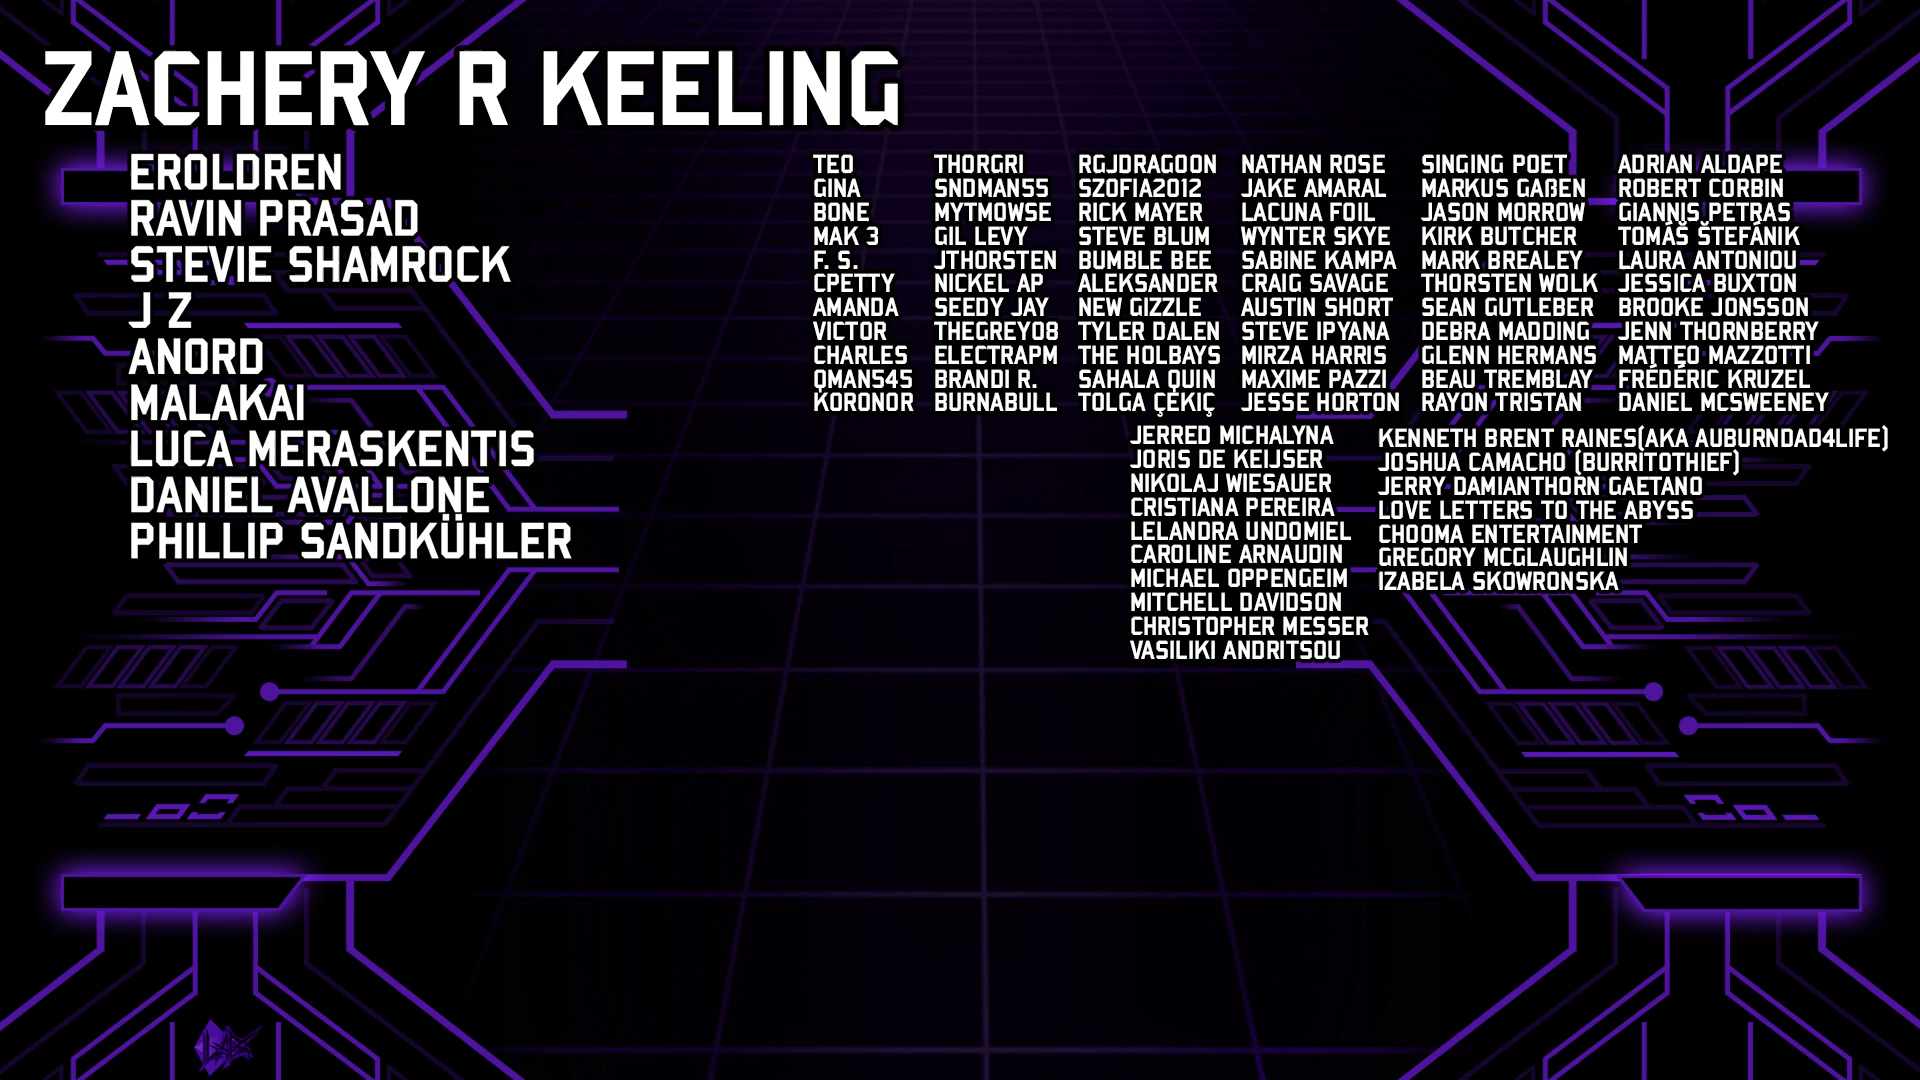 ZACHERY R KEELING
EROLDREN
RAVIN PRASAD
STEVIE SHAMROCK
J Z
ANORD
MALAKAI
LUCA MERASKENTIS
DANIEL AVALLONE
PHILLIP SANDKÜHLER
TEO
GINA
BONE
MAK 3
F. S.
CPETTY
AMANDA
VICTOR
CHARLES
QMAN545
KORONOR
THORGRI
SNDMAN55
MYTMOWSE
GIL LEVY
JTHORSTEN
NICKEL AP
SEEDY JAY
THEGREY08
ELECTRAPM
BRANDI R.
BURNABULL
RGJDRAGOON
SZOFIA2012
RICK MAYER
STEVE BLUM
BUMBLE BEE
ALEKSANDER
NEW GIZZLE
TYLER DALEN
THE HOLBAYS
SAHALA QUIN
TOLGA ÇEKIÇ
NATHAN ROSE
JAKE AMARAL
LACUNA FOIL
WYNTER SKYE
SABINE KAMPA
CRAIG SAVAGE
AUSTIN SHORT
STEVE IPYANA
MIRZA HARRIS
MAXIME PAZZI
JESSE HORTON
SINGING POET
MARKUS GAßEN
JASON MORROW
KIRK BUTCHER
MARK BREALEY
THORSTEN WOLK
SEAN GUTLEBER
DEBRA MADDING
GLENN HERMANS
BEAU TREMBLAY
RAYON TRISTAN
ADRIAN ALDAPE
ROBERT CORBIN
GIANNIS PETRAS
TOMÁŠ ŠTEFÁNIK
LAURA ANTONIOU
JESSICA BUXTON
BROOKE JONSSON
JENN THORNBERRY
MATTEO MAZZOTTI
FRÉDÉRIC KRUZEL
DANIEL MCSWEENEY
JERRED MICHALYNA
JORIS DE KEIJSER
NIKOLAJ WIESAUER
CRISTIANA PEREIRA
LELANDRA UNDOMIEL
CAROLINE ARNAUDIN
MICHAEL OPPENGEIM
MITCHELL DAVIDSON
CHRISTOPHER MESSER
VASILIKI ANDRITSOU
KENNETH BRENT RAINES(AKA AUBURNDAD4LIFE)
JOSHUA CAMACHO (BURRITOTHIEF)
JERRY DAMIANTHORN GAETANO
LOVE LETTERS TO THE ABYSS
CHOOMA ENTERTAINMENT
GREGORY MCGLAUGHLIN
IZABELA SKOWRONSKA